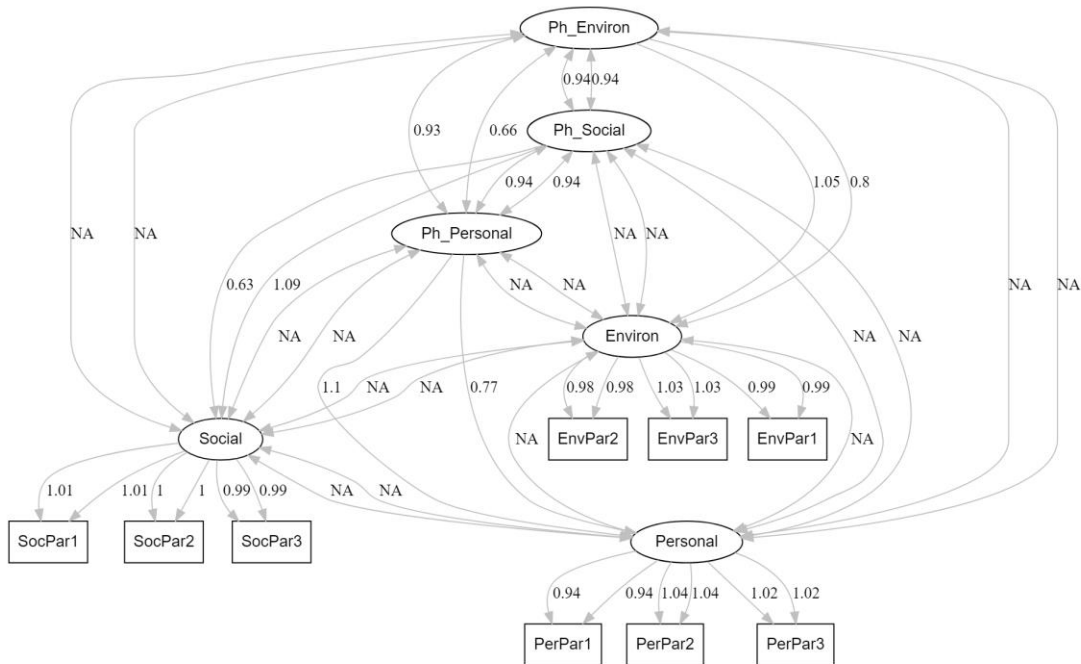 Ph_Environ
0.94 0.94
0.93 0.66 Ph_Social
0.94 0.94 1.05 0.8
NA NA Ph_Personal NA NA NA NA
0.63 1.09 NA NA
NA NA Environ NA NA
1.1 0.77 NA NA 0.98 0.98 1.03 1.03 0.99 0.99
Social NA EnvPar2 EnvPar3 EnvPar1 NA
1.01 1.01 1 1 0.99 0.99 NA NA
SocPar1 SocPar2 SocPar3 Personal
0.94 0.94 1.04 1.04 1.02 1.02
PerPar1 PerPar2 PerPar3